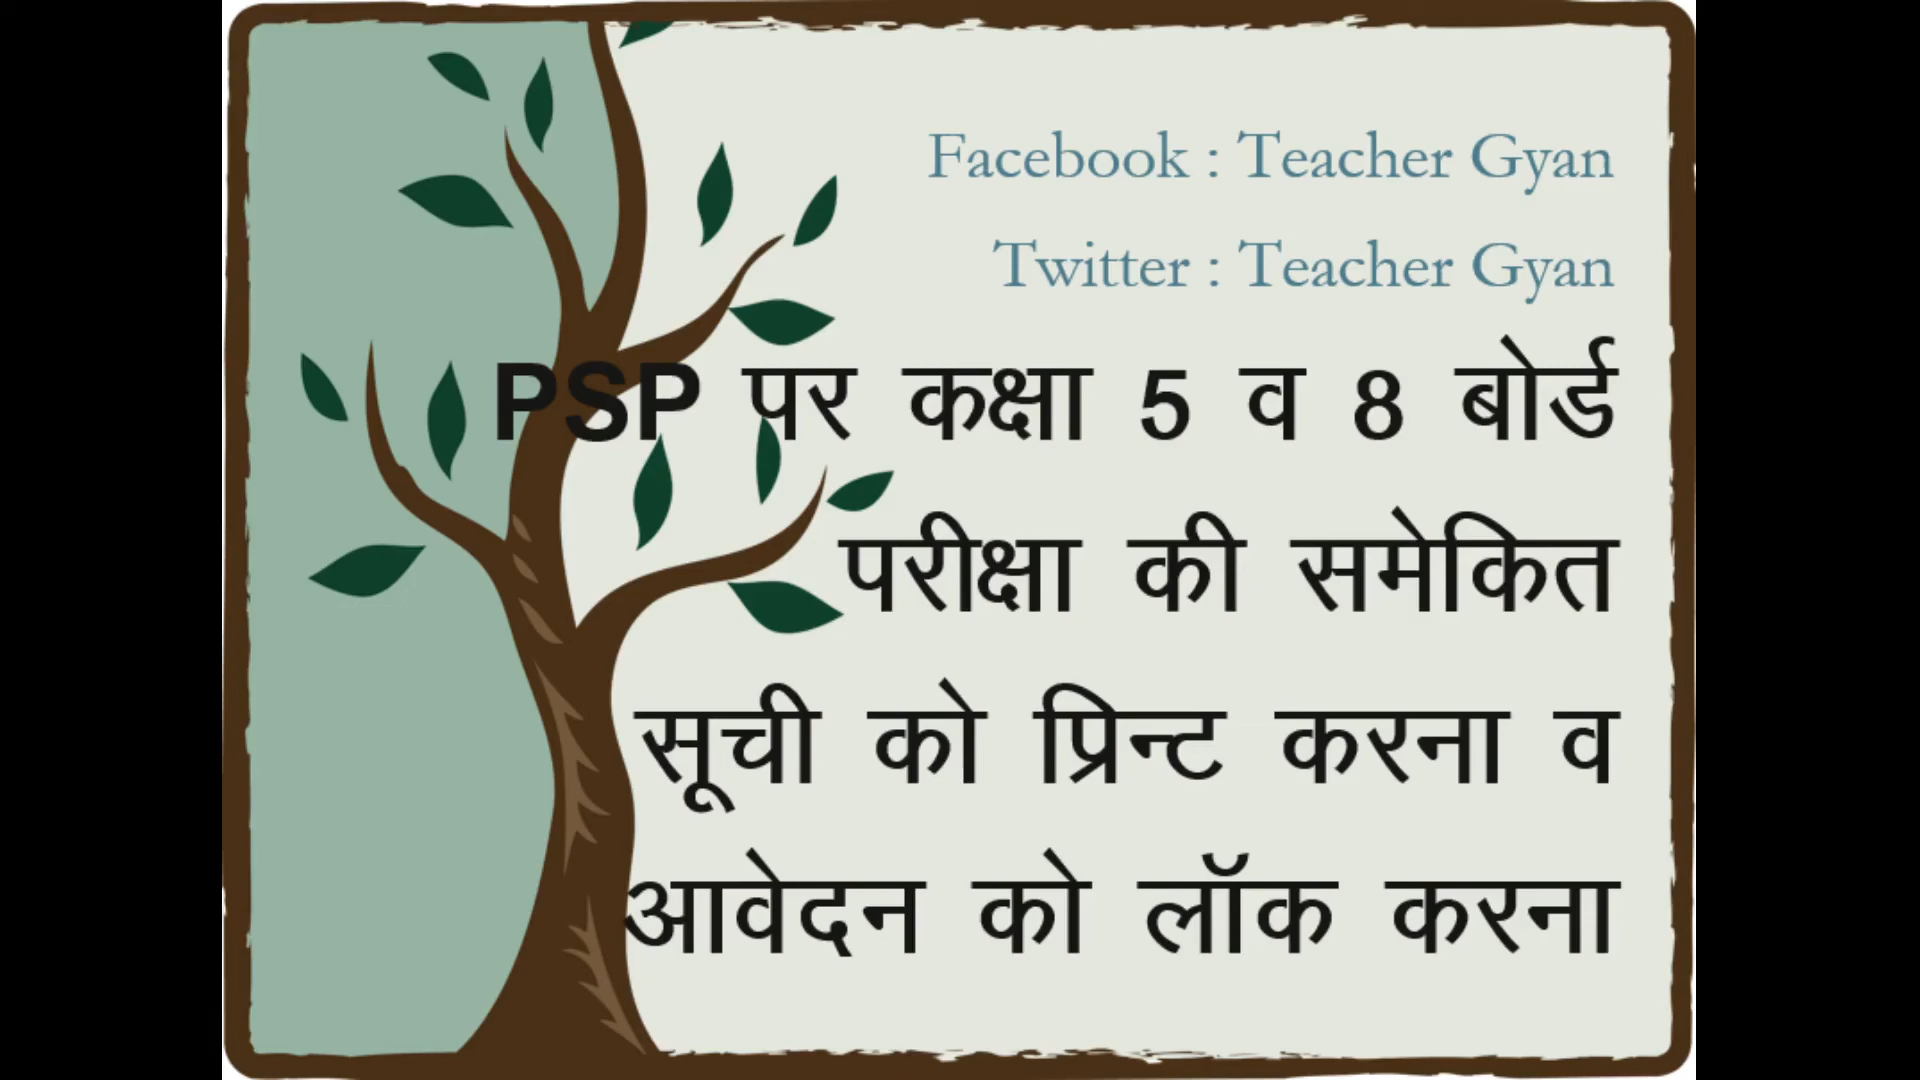 Facebook : Teacher Gyan
Twitter : Teacher Gyan
PSP पर कक्षा 5 व 8 बोर्ड
परीक्षा की समेकित
सूची को प्रिन्ट करना व
आवेदन को लॉक करना